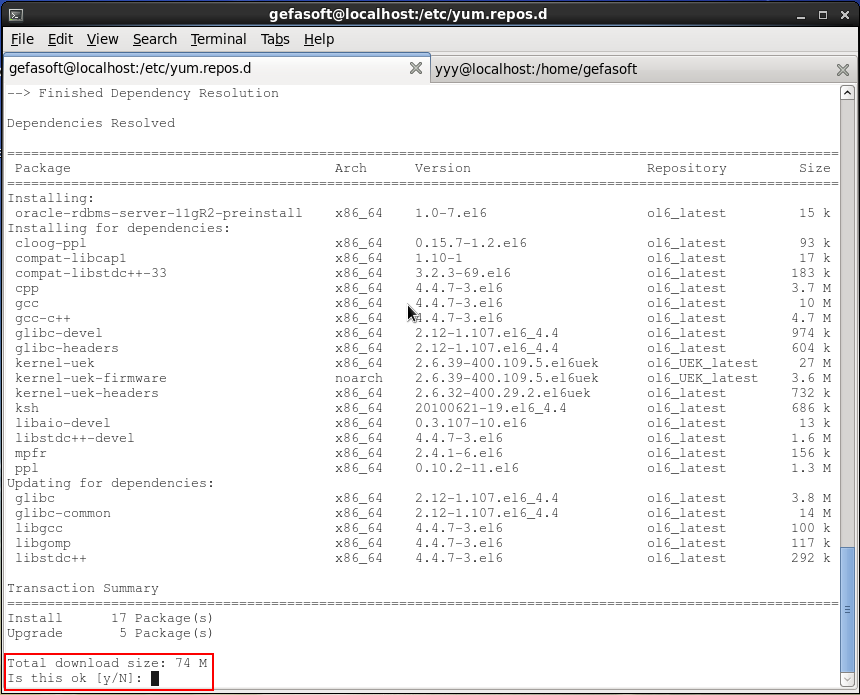 gefasoft@localhost:/etc/yum.repos.d
File Edit View Search Terminal Tabs Help
gefasoft@localhost:/etc/yum.repos.d yyy@localhost:/home/gefasoft
--> Finished Dependency Resolution
Dependencies Resolved
================================================================================
Package Arch Version Repository Size
================================================================================
Installing:
oracle-rdbms-server-11gR2-preinstall x86_64 1.0-7.el6 ol6_latest 15 k
Installing for dependencies:
cloog-ppl x86_64 0.15.7-1.2.el6 ol6_latest 93 k
compat-libcap1 x86_64 1.10-1 ol6_latest 17 k
compat-libstdc++-33 x86_64 3.2.3-69.el6 ol6_latest 183 k
cpp x86_64 4.4.7-3.el6 ol6_latest 3.7 M
gcc x86_64 4.4.7-3.el6 ol6_latest 10 M
gcc-c++ x86_64 4.4.7-3.el6 ol6_latest 4.7 M
glibc-devel x86_64 2.12-1.107.el6_4.4 ol6_latest 974 k
glibc-headers x86_64 2.12-1.107.el6_4.4 ol6_latest 604 k
kernel-uek x86_64 2.6.39-400.109.5.el6uek ol6_UEK_latest 27 M
kernel-uek-firmware noarch 2.6.39-400.109.5.el6uek ol6_UEK_latest 3.6 M
kernel-uek-headers x86_64 2.6.32-400.29.2.el6uek ol6_latest 732 k
ksh x86_64 20100621-19.el6_4.4 ol6_latest 686 k
libaio-devel x86_64 0.3.107-10.el6 ol6_latest 13 k
libstdc++-devel x86_64 4.4.7-3.el6 ol6_latest 1.6 M
mpfr x86_64 2.4.1-6.el6 ol6_latest 156 k
ppl x86_64 0.10.2-11.el6 ol6_latest 1.3 M
Updating for dependencies:
glibc x86_64 2.12-1.107.el6_4.4 ol6_latest 3.8 M
glibc-common x86_64 2.12-1.107.el6_4.4 ol6_latest 14 M
libgcc x86_64 4.4.7-3.el6 ol6_latest 100 k
libgomp x86_64 4.4.7-3.el6 ol6_latest 117 k
libstdc++ x86_64 4.4.7-3.el6 ol6_latest 292 k
Transaction Summary
================================================================================
Install 17 Package(s)
Upgrade 5 Package(s)
Total download size: 74 M
Is this ok [y/N]: